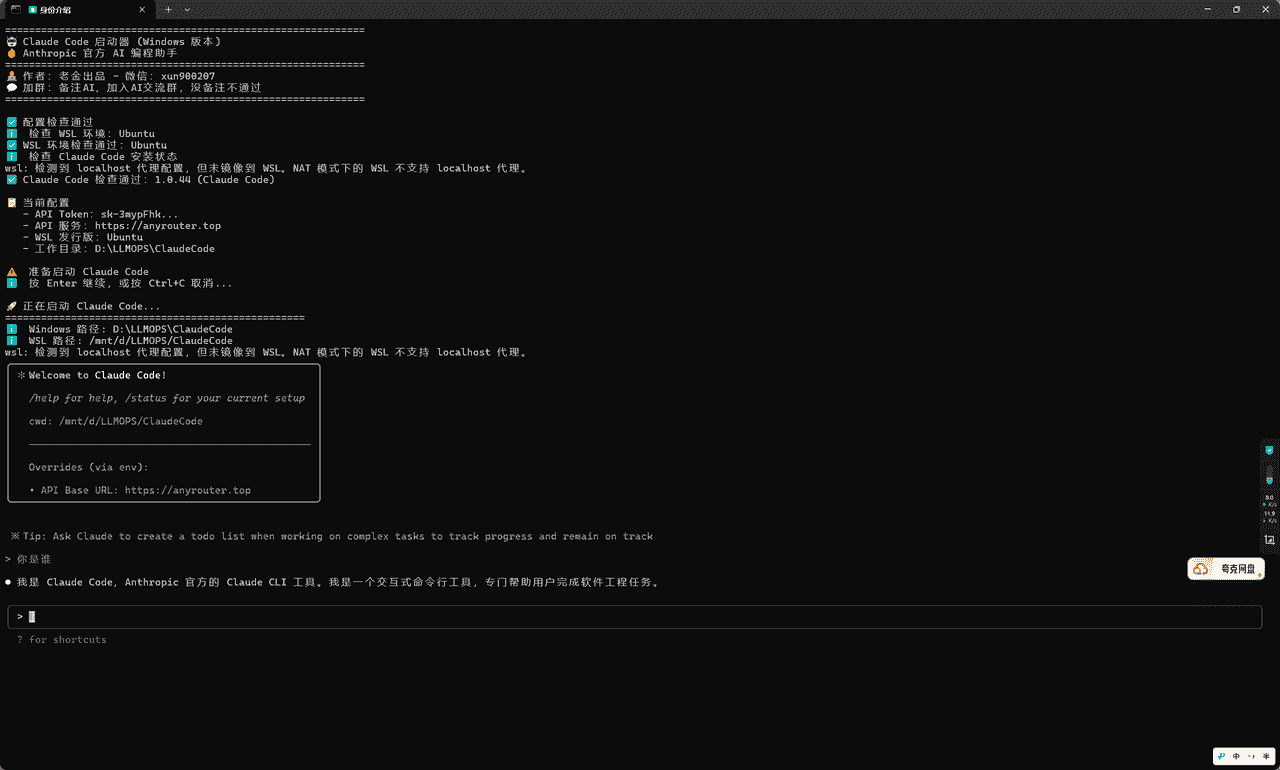 身份介绍
============================================================
Claude Code 启动器 (Windows 版本)
Anthropic 官方 AI 编程助手
============================================================
作者: 老金出品 - 微信: xun900207
加群: 备注AI, 加入AI交流群, 没备注不通过
============================================================
配置检查通过
检查 WSL 环境: Ubuntu
WSL 环境检查通过: Ubuntu
检查 Claude Code 安装状态
wsl: 检测到 localhost 代理配置，但未镜像到 WSL。NAT 模式下的 WSL 不支持 localhost 代理。
Claude Code 检查通过: 1.0.44 (Claude Code)
当前配置
- API Token: sk-3mypFhk...
- API 服务: https://anyrouter.top
- WSL 发行版: Ubuntu
- 工作目录: D:\LLMOPS\ClaudeCode
准备启动 Claude Code
按 Enter 继续, 或按 Ctrl+C 取消...
正在启动 Claude Code...
==================================================
Windows 路径: D:\LLMOPS\ClaudeCode
WSL 路径: /mnt/d/LLMOPS/ClaudeCode
wsl: 检测到 localhost 代理配置，但未镜像到 WSL。NAT 模式下的 WSL 不支持 localhost 代理。
Welcome to Claude Code!
/help for help, /status for your current setup
cwd: /mnt/d/LLMOPS/ClaudeCode
Overrides (via env):
• API Base URL: https://anyrouter.top
※ Tip: Ask Claude to create a todo list when working on complex tasks to track progress and remain on track
> 你是谁
● 我是 Claude Code，Anthropic 官方的 Claude CLI 工具。我是一个交互式命令行工具，专门帮助用户完成软件工程任务。
>
? for shortcuts
8.0
K/s
11.9
K/s
夸克网盘
中 半